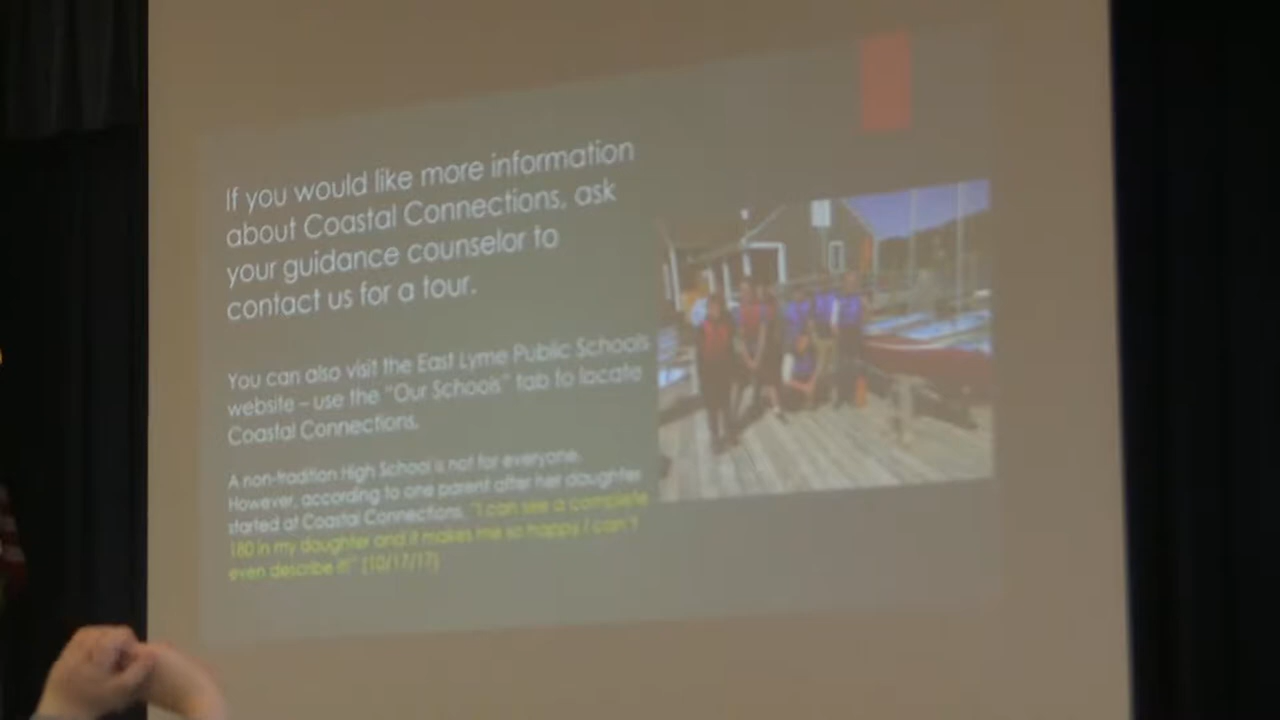 If you would like more information
about Coastal Connections, ask
your guidance counselor to
contact us for a tour.
You can also visit the East Lyme Public Schools
website – use the "Our Schools" tab to locate
Coastal Connections.
A non-tradition High School is not for everyone.
However, according to one parent after her daughter
started at Coastal Connections, "I can see a complete
180 in my daughter and it makes me so happy I can't
even describe it!" (10/17/17)